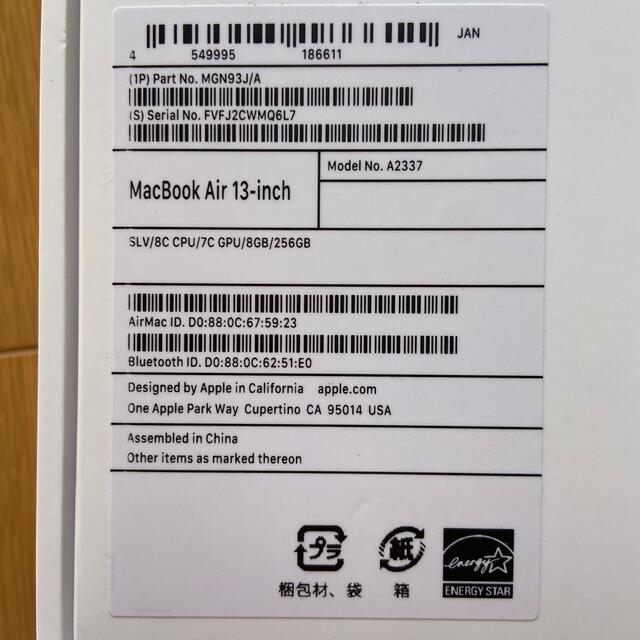 JAN
4 549995 186611
(1P) Part No. MGN93J/A
(S) Serial No. FVFJ2CWMQ6L7
MacBook Air 13-inch
Model No. A2337
SLV/8C CPU/7C GPU/8GB/256GB
AirMac ID. D0:88:0C:67:59:23
Bluetooth ID. D0:88:0C:62:51:E0
Designed by Apple in California apple.com
One Apple Park Way Cupertino CA 95014 USA
Assembled in China
Other items as marked thereon
プラ
紙
energy
ENERGY STAR
梱包材、袋
箱